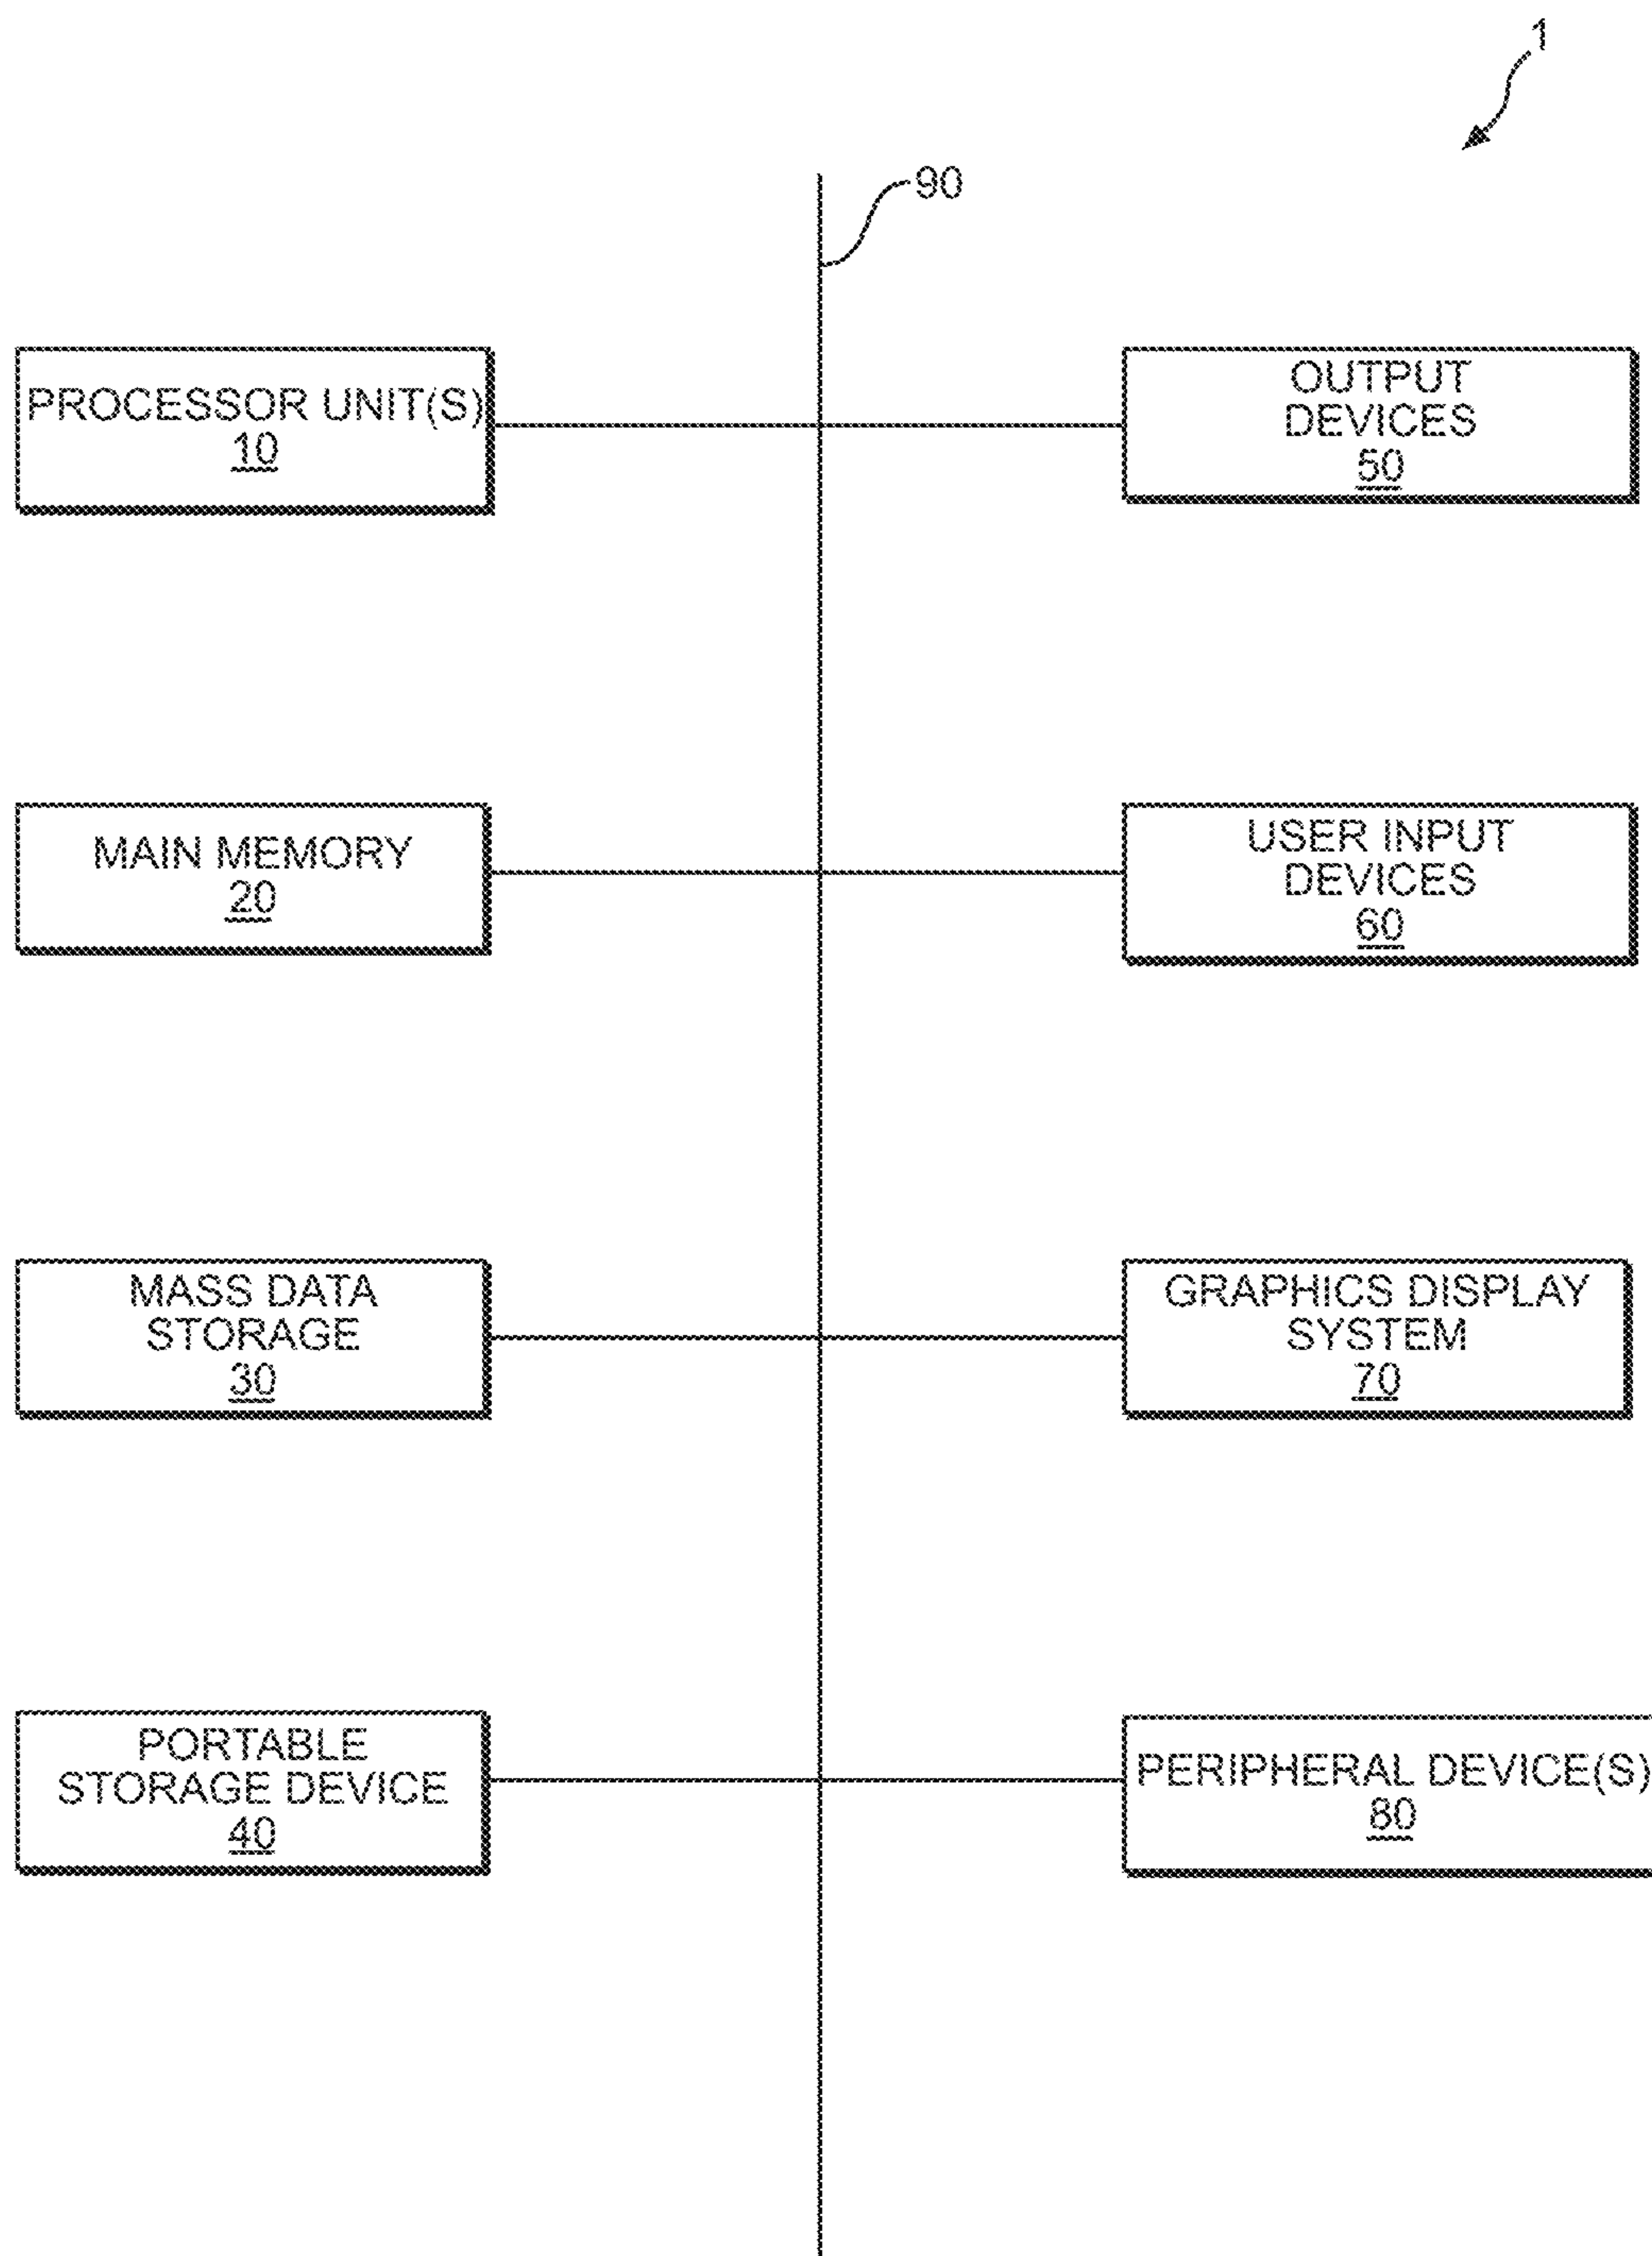 1
90
PROCESSOR UNIT(S)
10
OUTPUT
DEVICES
50
MAIN MEMORY
20
USER INPUT
DEVICES
60
MASS DATA
STORAGE
30
GRAPHICS DISPLAY
SYSTEM
70
PORTABLE
STORAGE DEVICE
40
PERIPHERAL DEVICE(S)
80